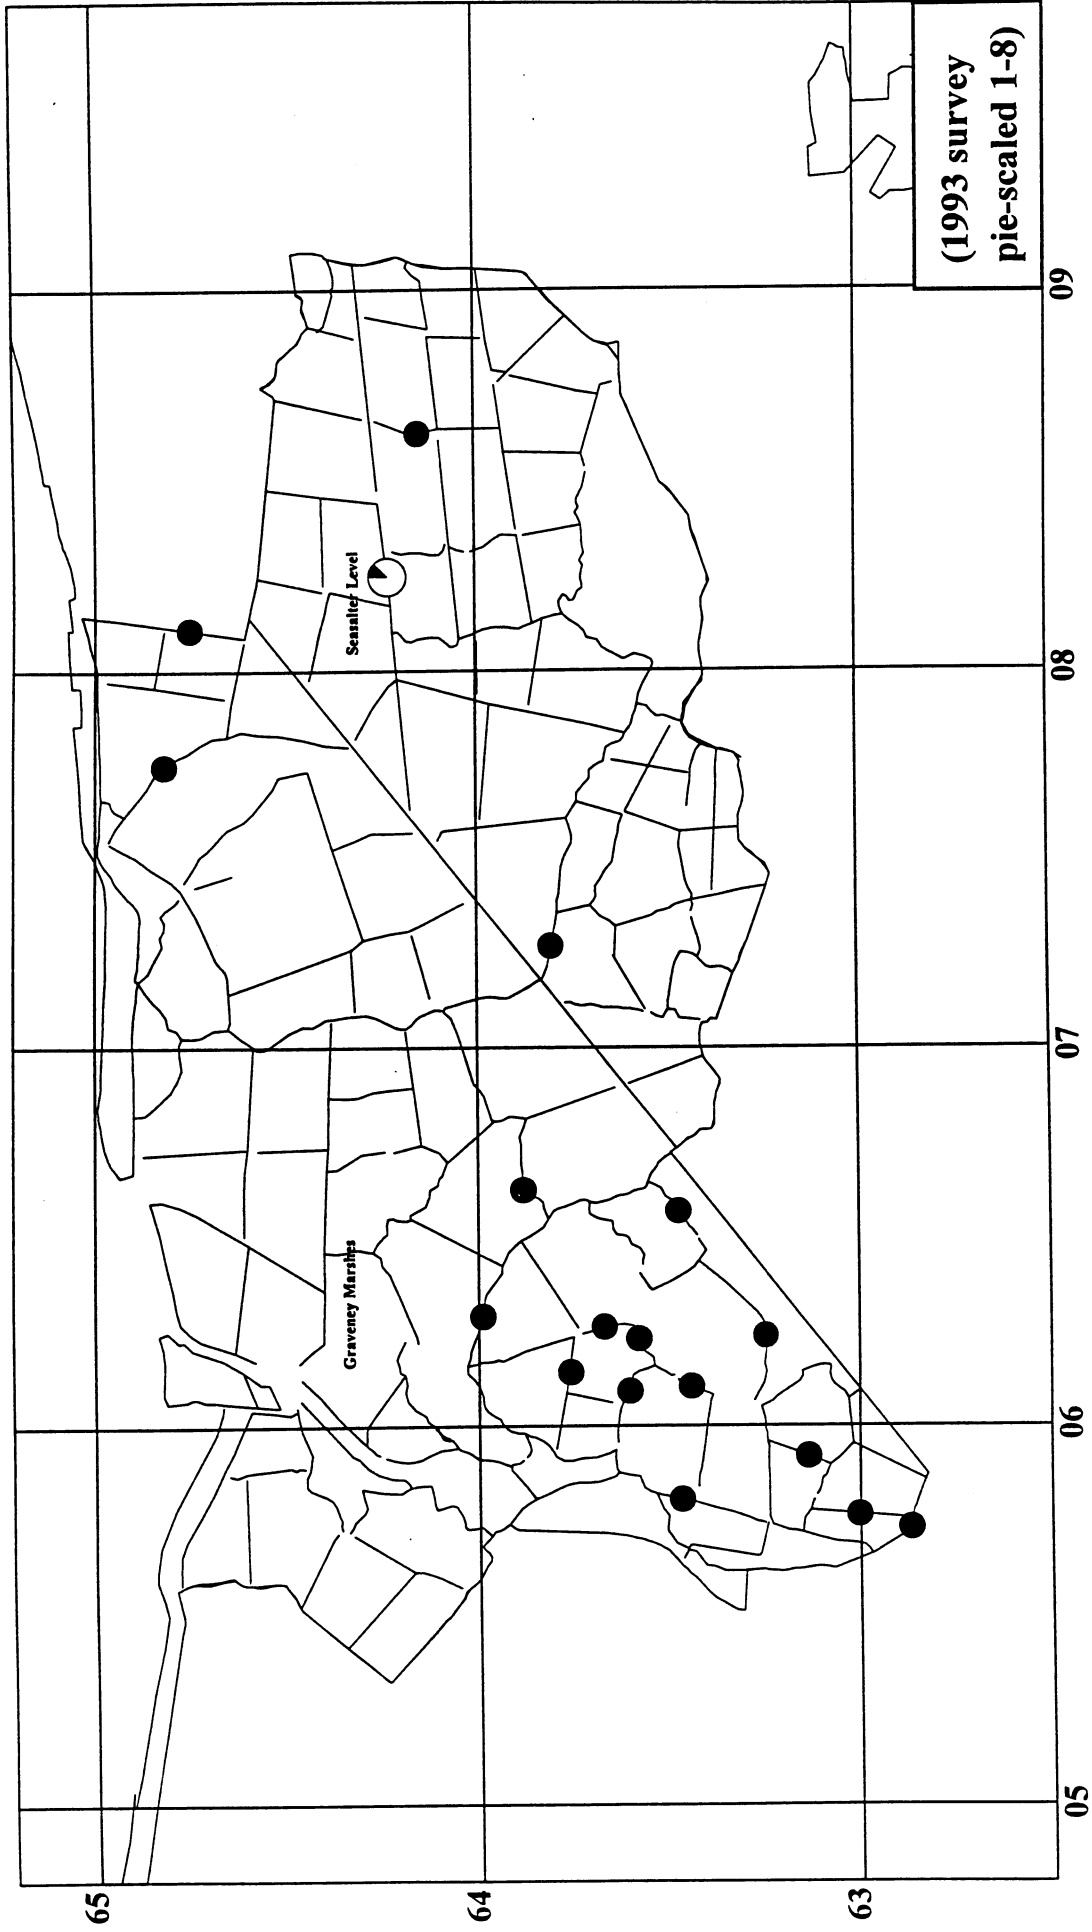 65
64
63
Seasalter Level
Graveney Marshes
05
06
07
08
09
(1993 survey
pie-scaled 1-8)